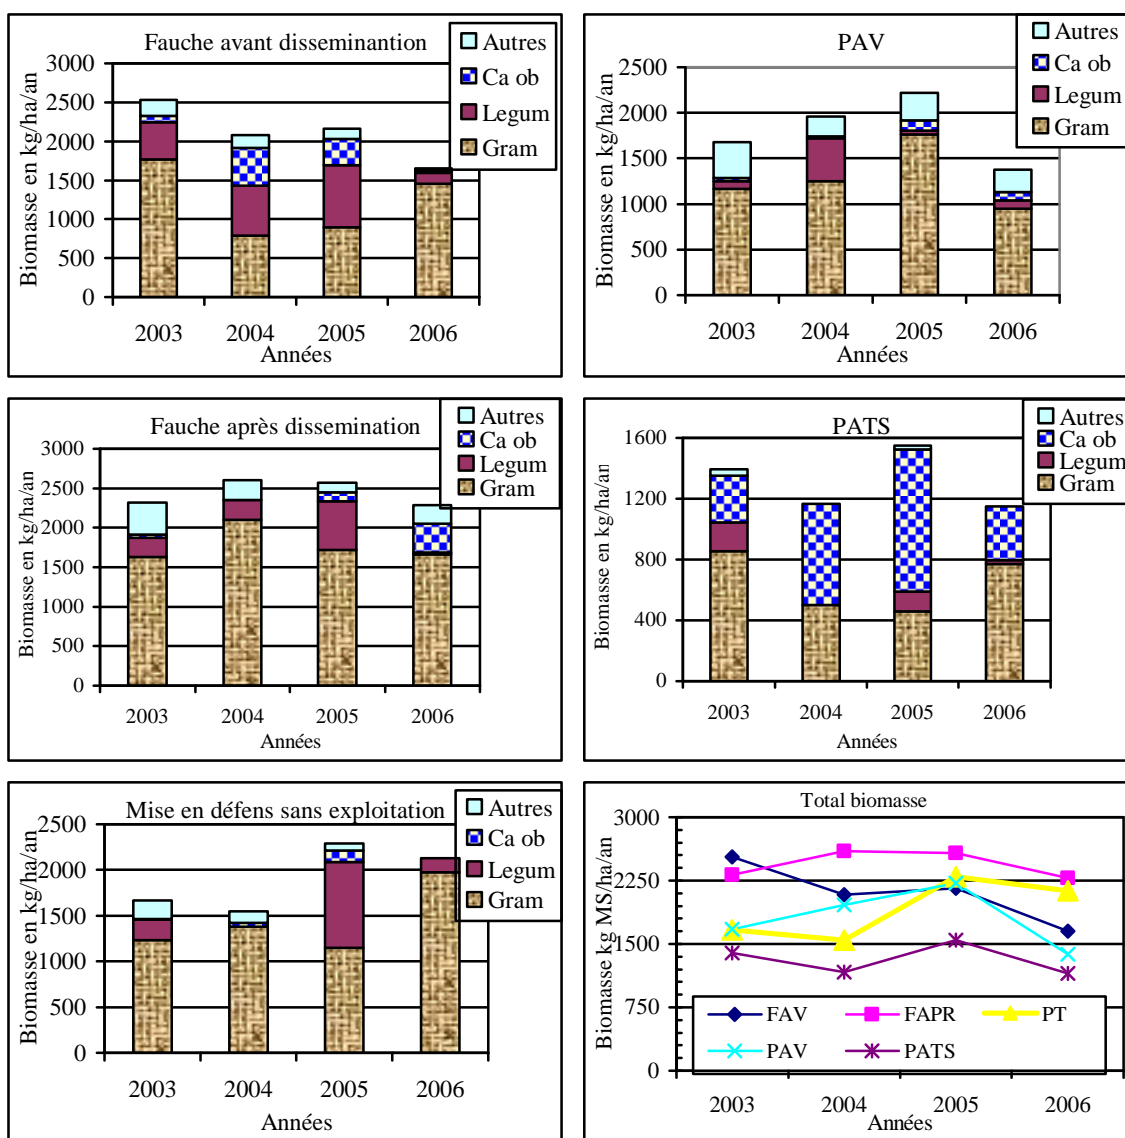 Fauche avant disseminantion
Autres
Ca ob
Legum
Gram
Biomasse en kg/ha/an
3000
2500
2000
1500
1000
500
0
2003 2004 2005 2006
Années
PAV
Autres
Ca ob
Legum
Gram
Biomasse en kg/ha/an
2500
2000
1500
1000
500
0
2003 2004 2005 2006
Années
Fauche après dissemination
Autres
Ca ob
Legum
Gram
Biomasse en kg/ha/an
3000
2500
2000
1500
1000
500
0
2003 2004 2005 2006
Années
PATS
Autres
Ca ob
Legum
Gram
Biomasse en kg/ha/an
1600
1200
800
400
0
2003 2004 2005 2006
Années
Mise en défens sans exploitation
Autres
Ca ob
Legum
Gram
Biomasse en kg/ha/an
2500
2000
1500
1000
500
0
2003 2004 2005 2006
Années
Total biomasse
Biomasse kg MS/ha/an
3000
2250
1500
750
0
FAV FAPR PT
PAV PATS
2003 2004 2005 2006
Années